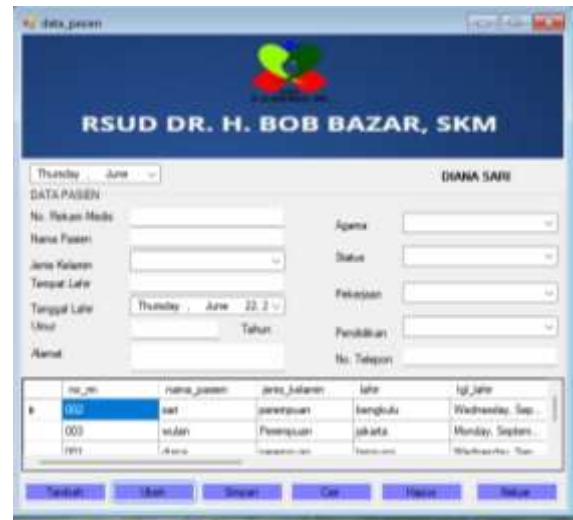 data_pasien
RSUD DR. H. BOB BAZAR, SKM
Thursday , June
DIANA SARI
DATA PASIEN
No. Rekam Medis
Nama Pasien
Jenis Kelamin
Tempat Lahir
Tanggal Lahir Thursday , June 22, 2
Umur Tahun
Alamat
Agama
Status
Pekerjaan
Pendidikan
No. Telepon
no_rm nama_pasien jenis_kelamin lahir tgl_lahir
002 sari perempuan bengkulu Wednesday, Sep...
003 wulan Perempuan jakarta Monday, Septem...
001 diana
Tambah Ubah Simpan Cari Hapus Keluar